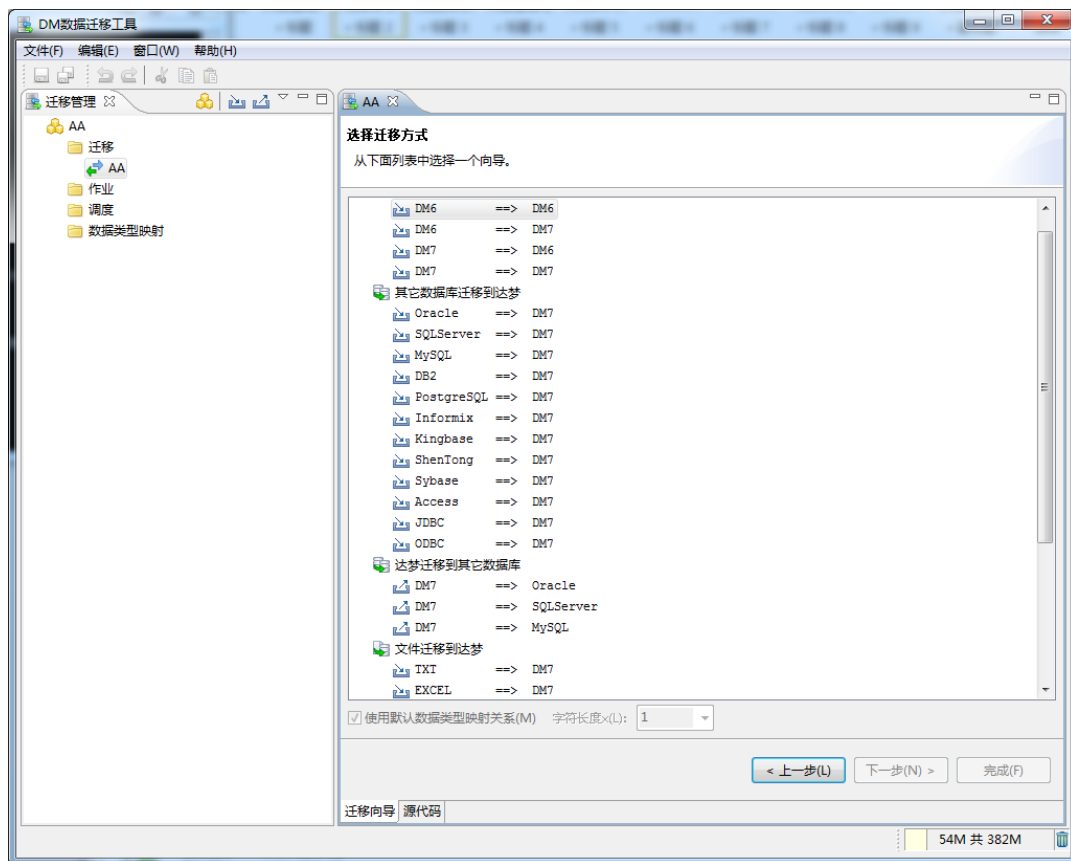 DM数据迁移工具
文件(F) 编辑(E) 窗口(W) 帮助(H)
迁移管理
AA
迁移
AA
作业
调度
数据类型映射
AA
选择迁移方式
从下面列表中选择一个向导。
DM6 ==> DM6
DM6 ==> DM7
DM7 ==> DM6
DM7 ==> DM7
其它数据库迁移到达梦
Oracle ==> DM7
SQLServer ==> DM7
MySQL ==> DM7
DB2 ==> DM7
PostgreSQL ==> DM7
Informix ==> DM7
Kingbase ==> DM7
ShenTong ==> DM7
Sybase ==> DM7
Access ==> DM7
JDBC ==> DM7
ODBC ==> DM7
达梦迁移到其它数据库
DM7 ==> Oracle
DM7 ==> SQLServer
DM7 ==> MySQL
文件迁移到达梦
TXT ==> DM7
EXCEL ==> DM7
使用默认数据类型映射关系(M) 字符长度×(L): 1
< 上一步(L) 下一步(N) > 完成(F)
迁移向导 源代码
54M 共 382M